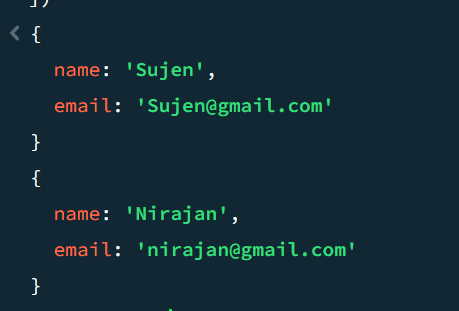 {
name: 'Sujen',
email: 'Sujen@gmail.com'
}
{
name: 'Nirajan',
email: 'nirajan@gmail.com'
}